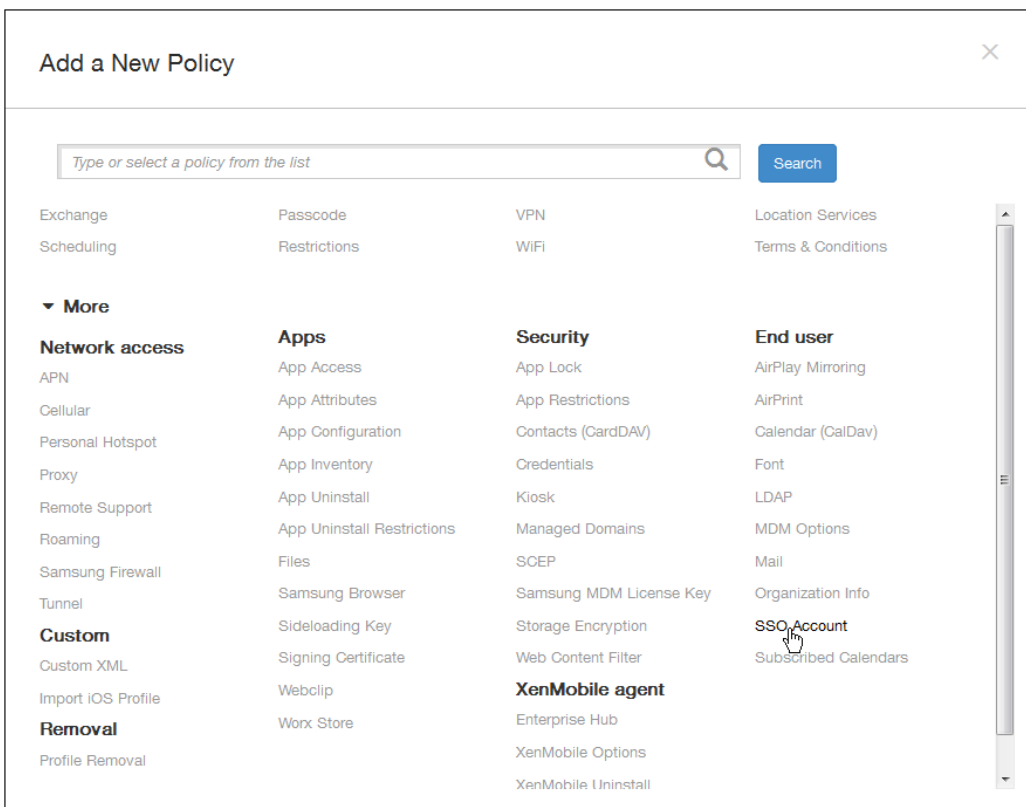 Add a New Policy
Type or select a policy from the list
Search
Exchange
Passcode
VPN
Location Services
Scheduling
Restrictions
WiFi
Terms & Conditions
More
Network access
APN
Cellular
Personal Hotspot
Proxy
Remote Support
Roaming
Samsung Firewall
Tunnel
Custom
Custom XML
Import iOS Profile
Removal
Profile Removal
Apps
App Access
App Attributes
App Configuration
App Inventory
App Uninstall
App Uninstall Restrictions
Files
Samsung Browser
Sideloading Key
Signing Certificate
Webclip
Worx Store
Security
App Lock
App Restrictions
Contacts (CardDAV)
Credentials
Kiosk
Managed Domains
SCEP
Samsung MDM License Key
Storage Encryption
Web Content Filter
XenMobile agent
Enterprise Hub
XenMobile Options
XenMobile Uninstall
End user
AirPlay Mirroring
AirPrint
Calendar (CalDav)
Font
LDAP
MDM Options
Mail
Organization Info
SSO Account
Subscribed Calendars